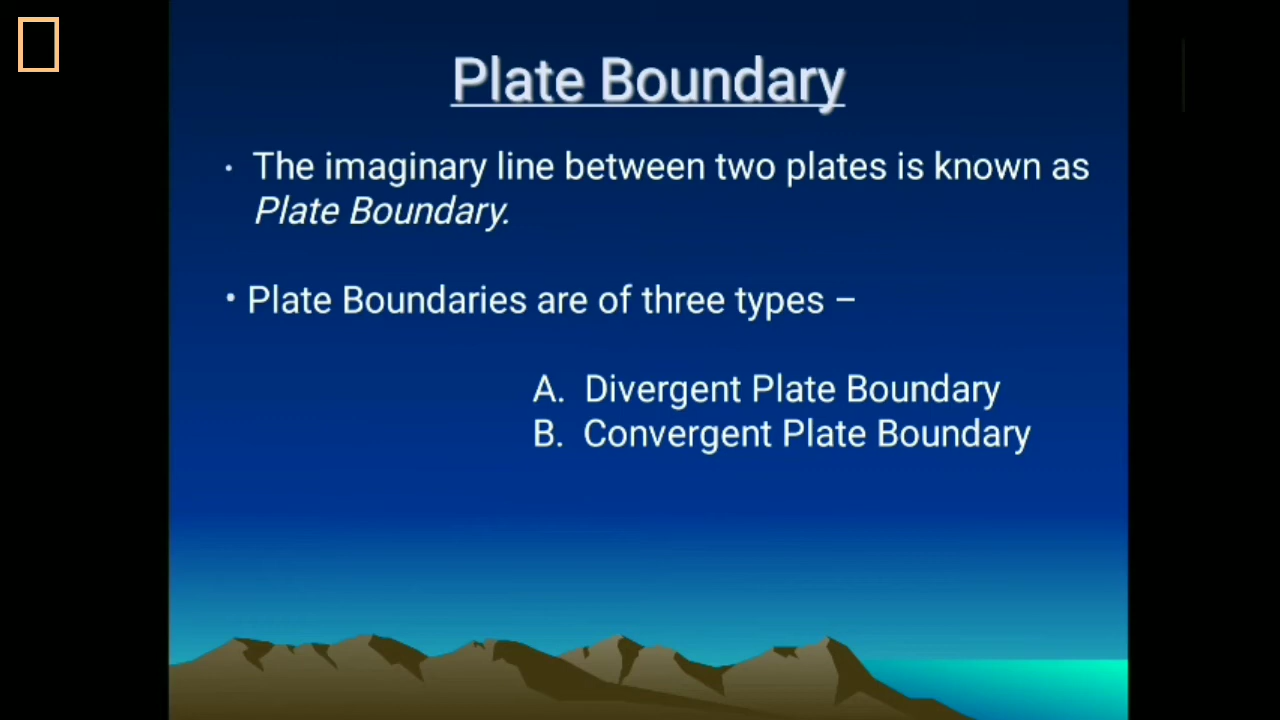 Plate Boundary
• The imaginary line between two plates is known as
Plate Boundary.
• Plate Boundaries are of three types –
A. Divergent Plate Boundary
B. Convergent Plate Boundary